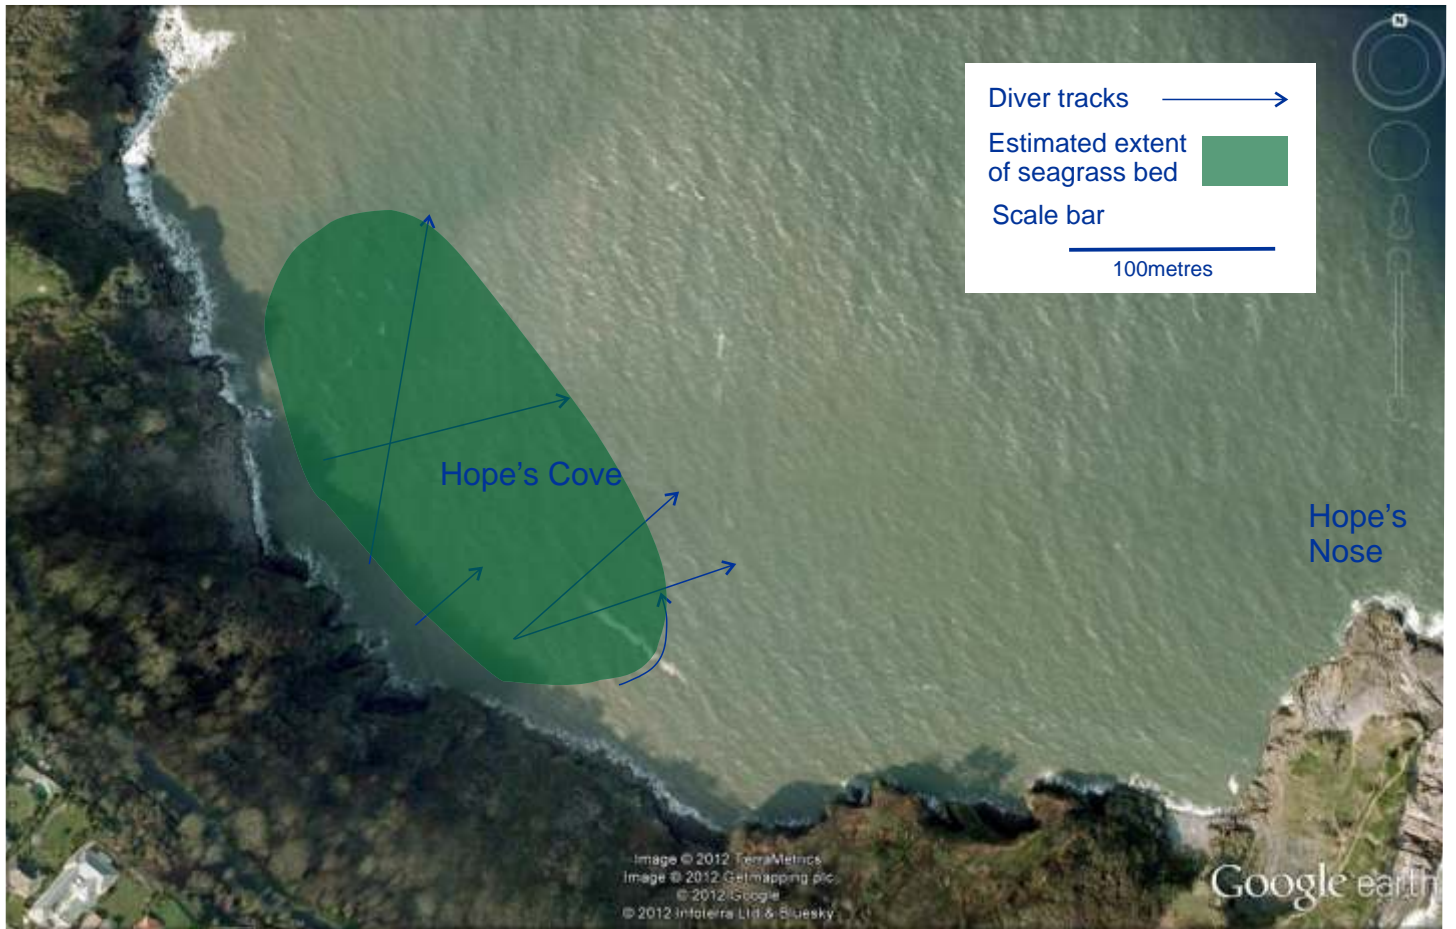 N
Diver tracks
Estimated extent
of seagrass bed
Scale bar
100metres
Hope's Cove
Hope's
Nose
Image © 2012 TerraMetrics
Image © 2012 Getmapping plc
© 2012 Google
© 2012 Infoterra Ltd & Bluesky
Google earth